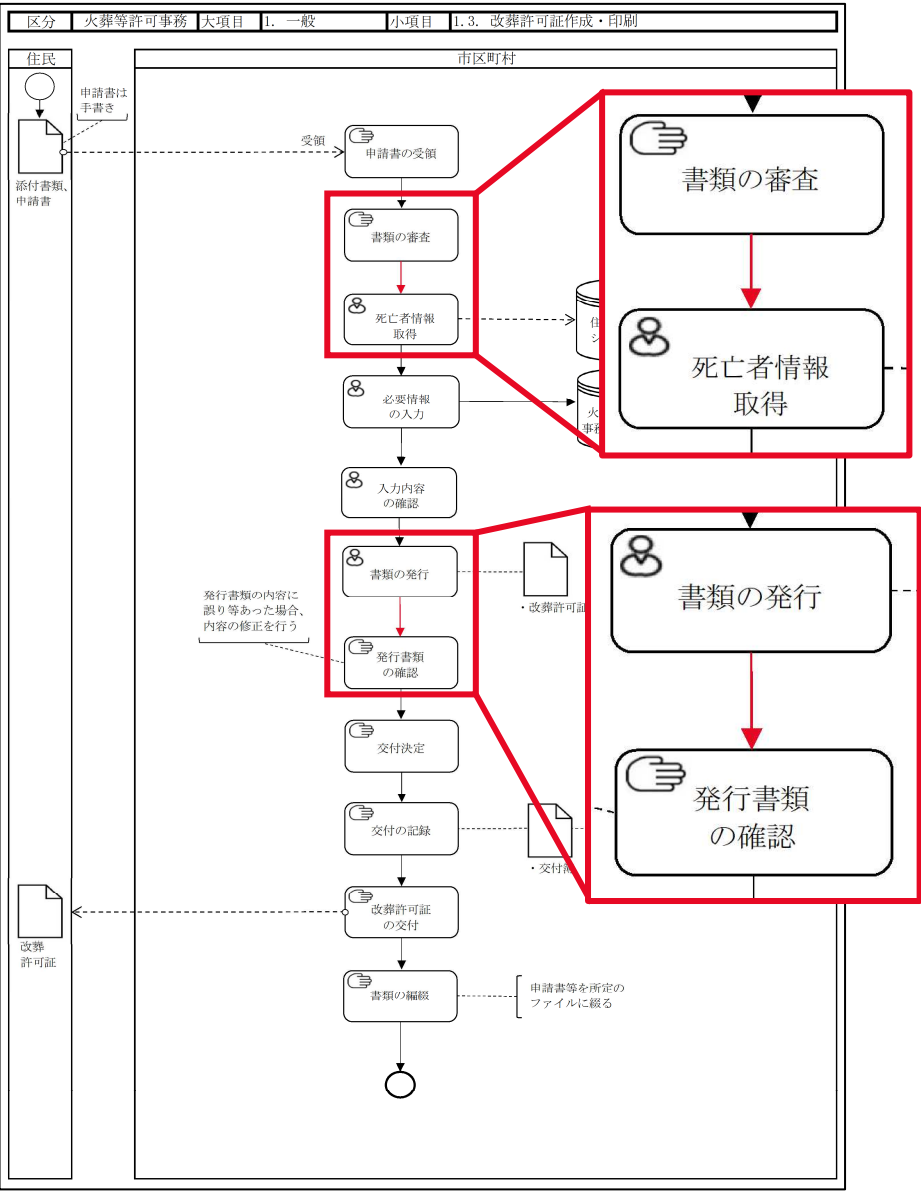 区分 火葬等許可事務 大項目 1. 一般 小項目 1.3. 改葬許可証作成・印刷
住民
市区町村
申請書は
手書き
添付書類、
申請書
受領
申請書の受領
書類の審査
死亡者情報
取得
住
シ
必要情報
の入力
火
事務
入力内容
の確認
書類の発行
・改葬許可証
発行書類の内容に
誤り等あった場合、
内容の修正を行う
発行書類
の確認
交付決定
交付の記録
・交付簿
改葬許可証
の交付
改葬
許可証
書類の編綴
申請書等を所定の
ファイルに綴る
書類の審査
死亡者情報
取得
書類の発行
発行書類
の確認